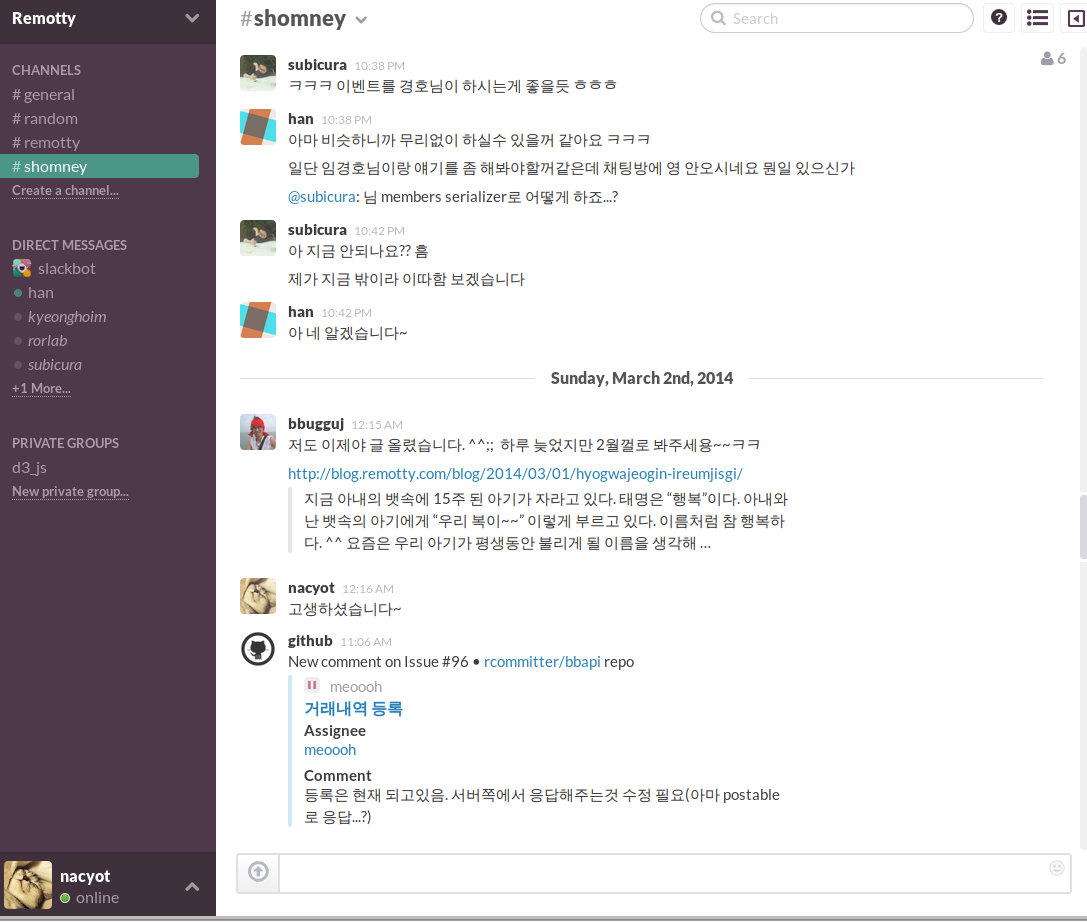 Remotty
CHANNELS
# general
# random
# remotty
# shomney
Create a channel...
DIRECT MESSAGES
slackbot
han
kyeonghoim
rorlab
subicura
+1 More...
PRIVATE GROUPS
d3_js
New private group...
nacyot
online
#shomney
Search
6
subicura 10:38 PM
ㅋㅋㅋ 이벤트를 경호님이 하시는게 좋을듯 ㅎㅎㅎ
han 10:38 PM
아마 비슷하니까 무리없이 하실수 있을꺼 같아요 ㅋㅋㅋ
일단 임경호님이랑 얘기를 좀 해봐야할꺼같은데 채팅방에 영 안오시네요 뭔일 있으신가
@subicura: 님 members serializer로 어떻게 하죠...?
subicura 10:42 PM
아 지금 안되나요?? 흠
제가 지금 밖이라 이따함 보겠습니다
han 10:42 PM
아 네 알겠습니다~
Sunday, March 2nd, 2014
bbugguj 12:15 AM
저도 이제야 글 올렸습니다. ^^;; 하루 늦었지만 2월껄로 봐주세용~~ㅋㅋ
http://blog.remotty.com/blog/2014/03/01/hyogwajeogin-ireumjisgi/
지금 아내의 뱃속에 15주 된 아기가 자라고 있다. 태명은 “행복”이다. 아내와
난 뱃속의 아기에게 “우리 복이~~” 이렇게 부르고 있다. 이름처럼 참 행복하
다. ^^ 요즘은 우리 아기가 평생동안 불리게 될 이름을 생각해 ...
nacyot 12:16 AM
고생하셨습니다~
github 11:06 AM
New comment on Issue #96 • rcommitter/bbapi repo
meoooh
거래내역 등록
Assignee
meoooh
Comment
등록은 현재 되고있음. 서버쪽에서 응답해주는것 수정 필요(아마 postable
로 응답...?)